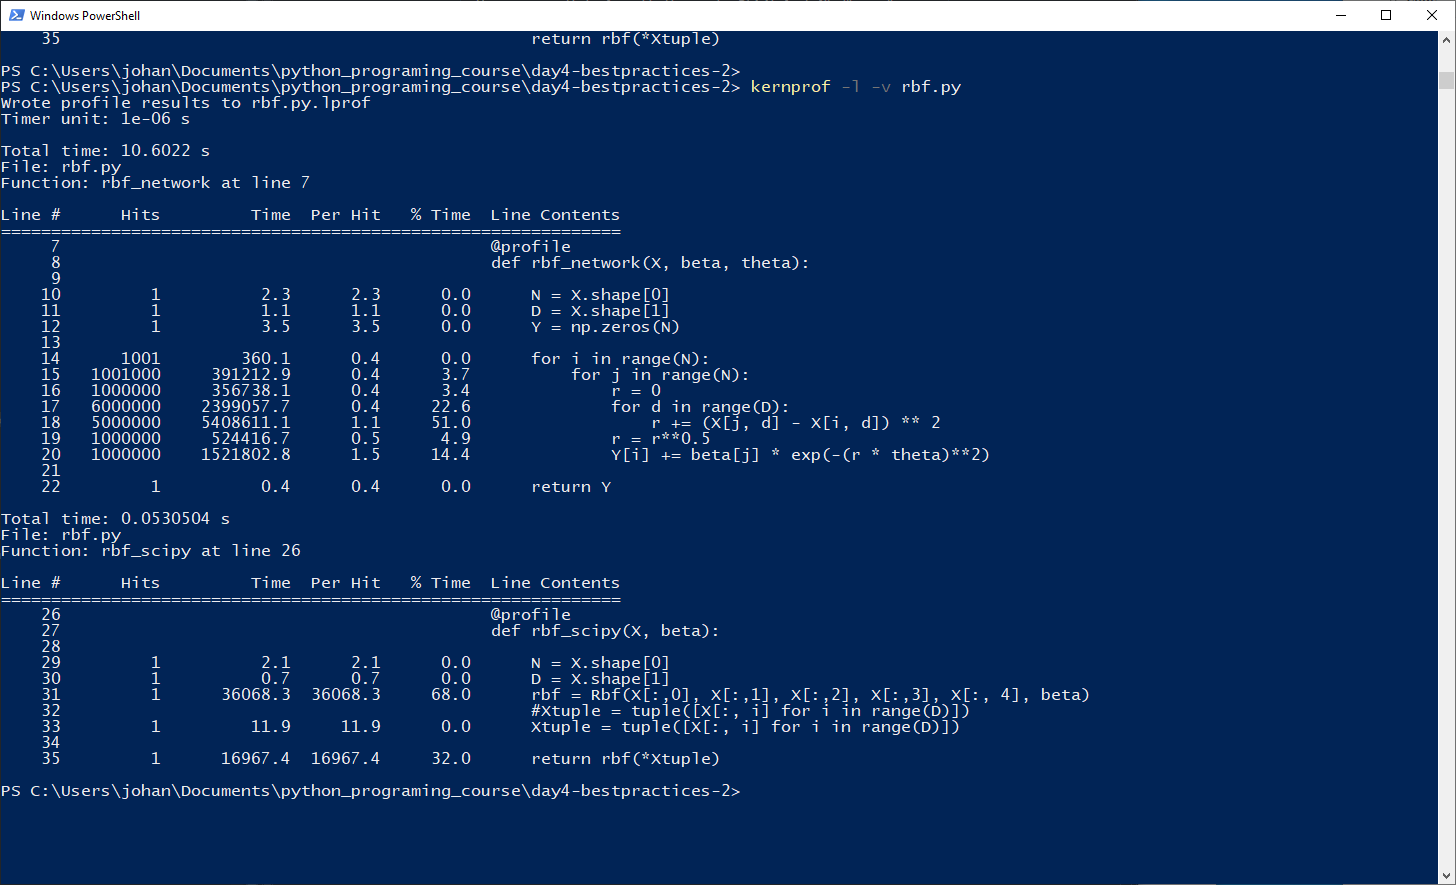 Windows PowerShell
35 return rbf(*Xtuple)
PS C:\Users\johan\Documents\python_programing_course\day4-bestpractices-2>
PS C:\Users\johan\Documents\python_programing_course\day4-bestpractices-2> kernprof -l -v rbf.py
Wrote profile results to rbf.py.lprof
Timer unit: 1e-06 s
Total time: 10.6022 s
File: rbf.py
Function: rbf_network at line 7
Line # Hits Time Per Hit % Time Line Contents
==============================================================
7 @profile
8 def rbf_network(X, beta, theta):
9
10 1 2.3 2.3 0.0 N = X.shape[0]
11 1 1.1 1.1 0.0 D = X.shape[1]
12 1 3.5 3.5 0.0 Y = np.zeros(N)
13
14 1001 360.1 0.4 0.0 for i in range(N):
15 1001000 391212.9 0.4 3.7 for j in range(N):
16 1000000 356738.1 0.4 3.4 r = 0
17 6000000 2399057.7 0.4 22.6 for d in range(D):
18 5000000 5408611.1 1.1 51.0 r += (X[j, d] - X[i, d]) ** 2
19 1000000 524416.7 0.5 4.9 r = r**0.5
20 1000000 1521802.8 1.5 14.4 Y[i] += beta[j] * exp(-(r * theta)**2)
21
22 1 0.4 0.4 0.0 return Y
Total time: 0.0530504 s
File: rbf.py
Function: rbf_scipy at line 26
Line # Hits Time Per Hit % Time Line Contents
==============================================================
26 @profile
27 def rbf_scipy(X, beta):
28
29 1 2.1 2.1 0.0 N = X.shape[0]
30 1 0.7 0.7 0.0 D = X.shape[1]
31 1 36068.3 36068.3 68.0 rbf = Rbf(X[:,0], X[:,1], X[:,2], X[:,3], X[:, 4], beta)
32 #Xtuple = tuple([X[:, i] for i in range(D)])
33 1 11.9 11.9 0.0 Xtuple = tuple([X[:, i] for i in range(D)])
34
35 1 16967.4 16967.4 32.0 return rbf(*Xtuple)
PS C:\Users\johan\Documents\python_programing_course\day4-bestpractices-2>